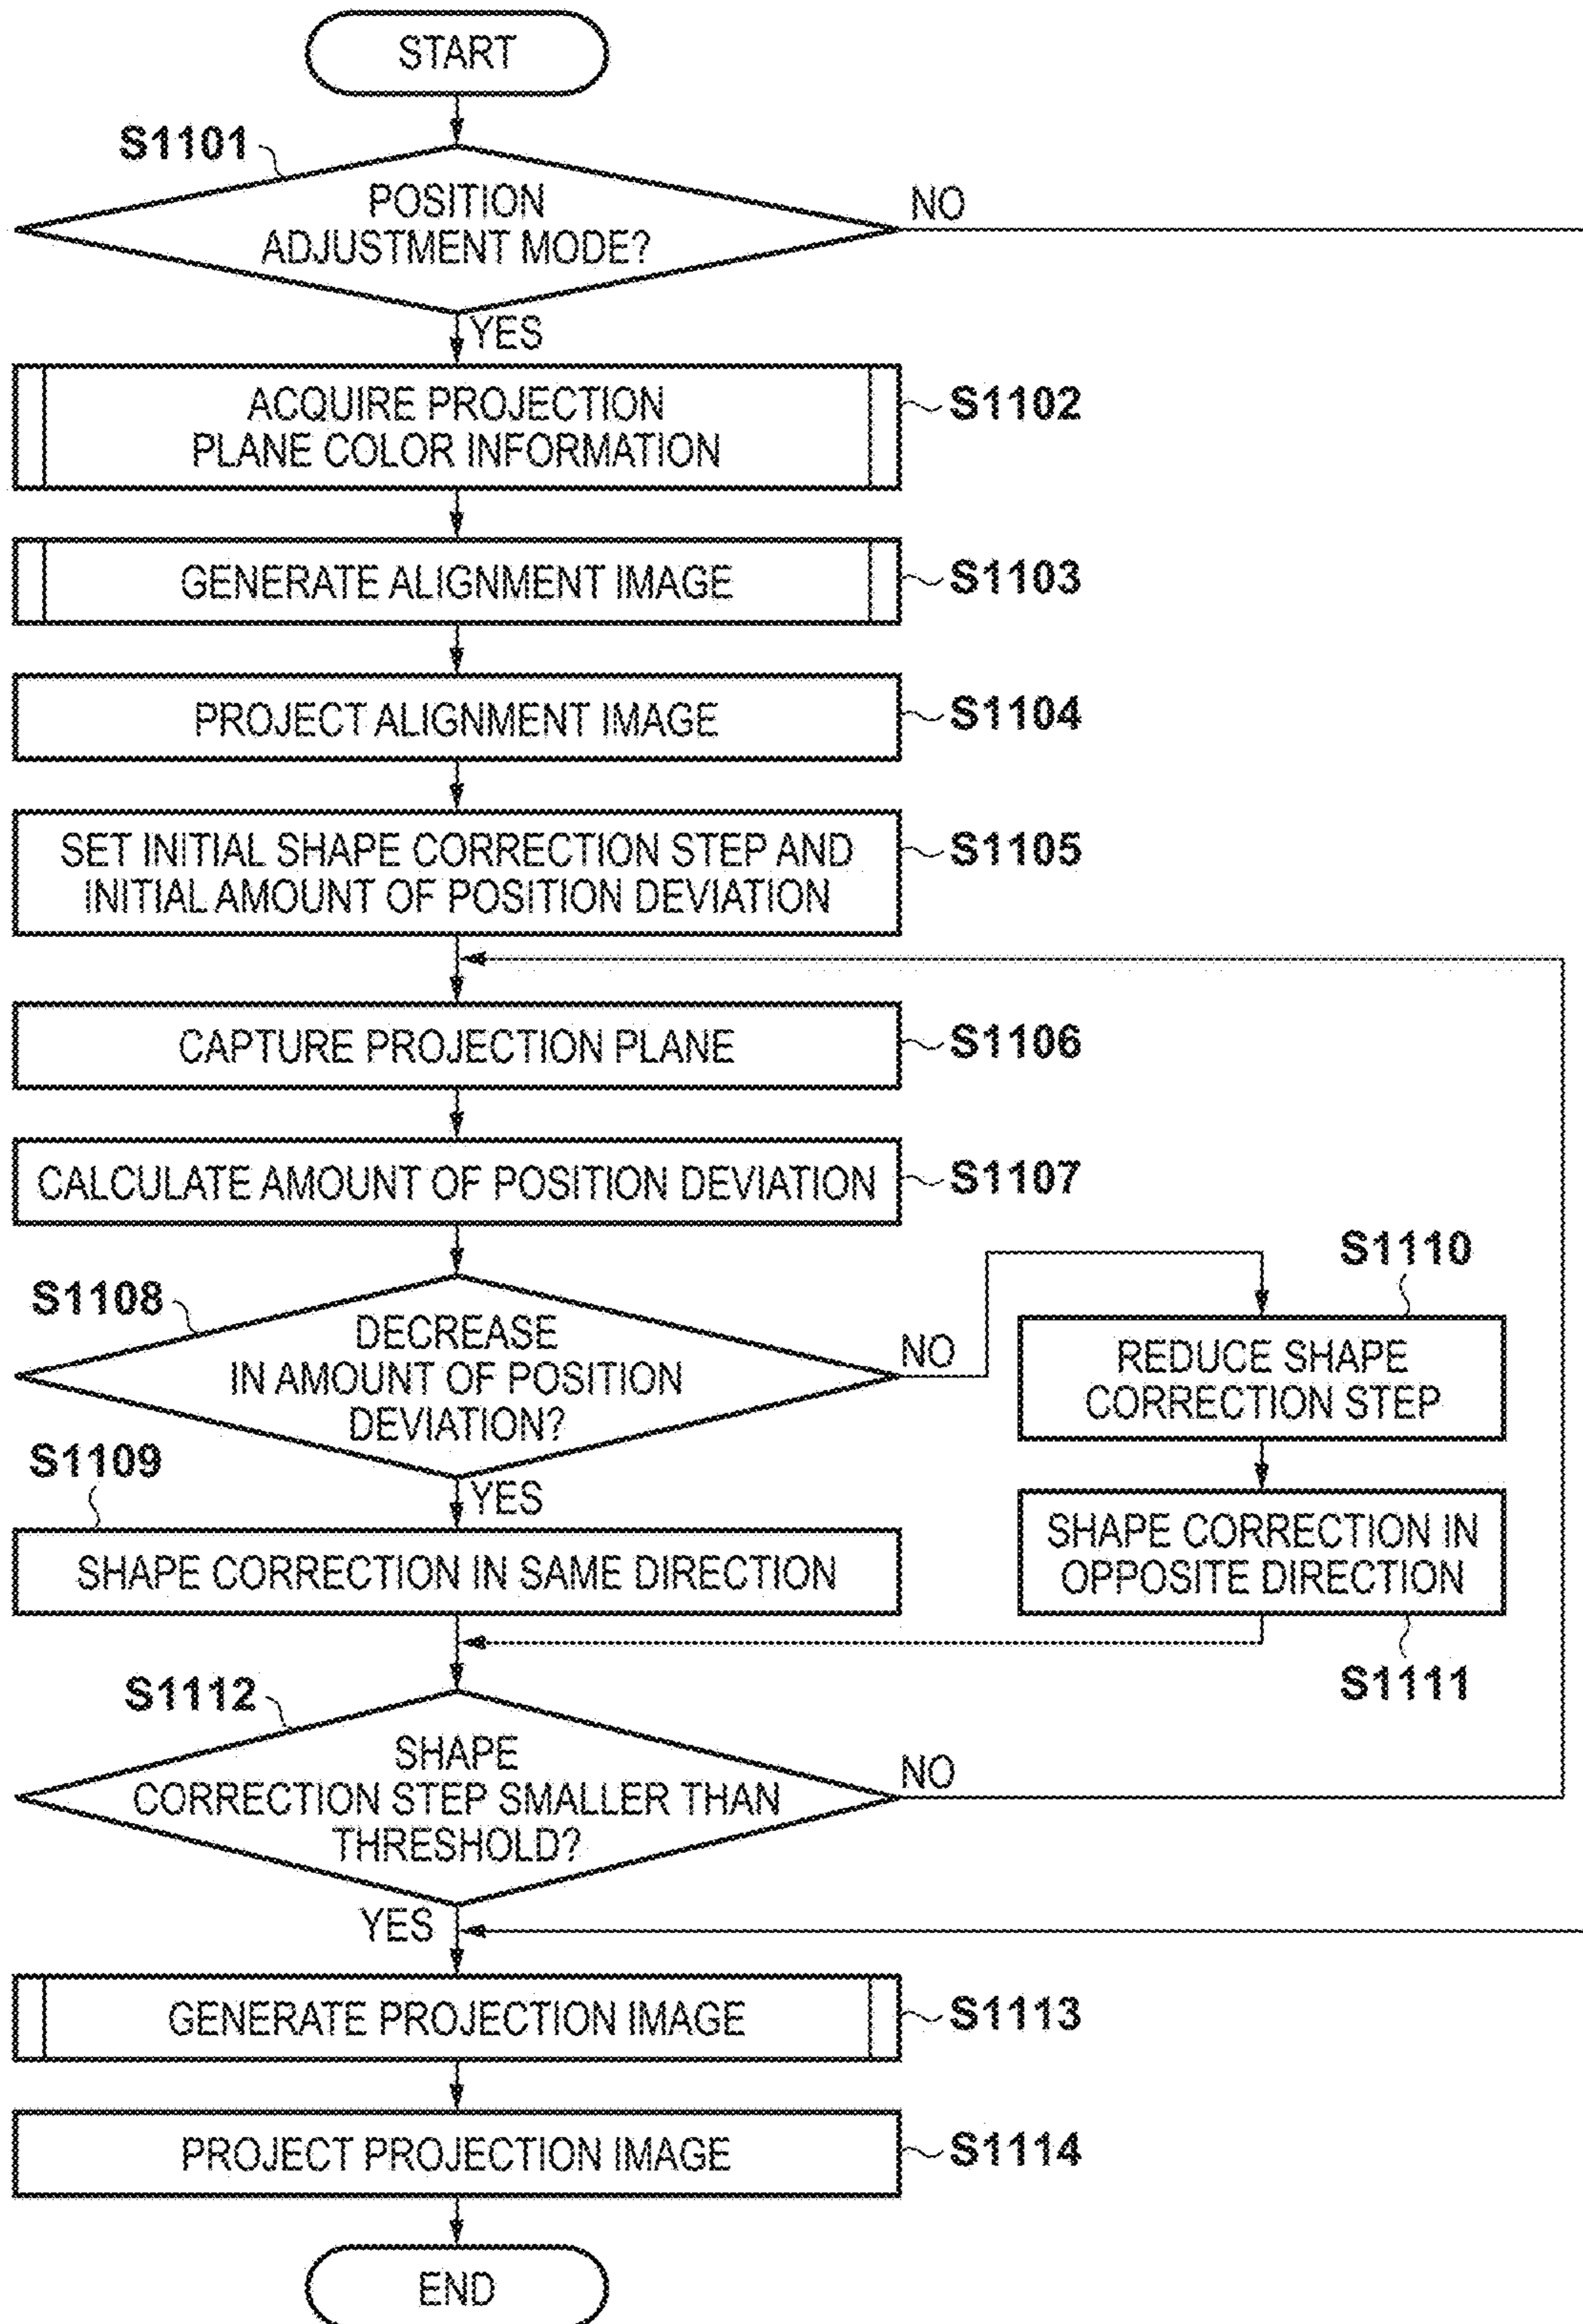 START
S1101
POSITION
ADJUSTMENT MODE?
NO
YES
ACQUIRE PROJECTION
PLANE COLOR INFORMATION
S1102
GENERATE ALIGNMENT IMAGE
S1103
PROJECT ALIGNMENT IMAGE
S1104
SET INITIAL SHAPE CORRECTION STEP AND
INITIAL AMOUNT OF POSITION DEVIATION
S1105
CAPTURE PROJECTION PLANE
S1106
CALCULATE AMOUNT OF POSITION DEVIATION
S1107
S1108
DECREASE
IN AMOUNT OF POSITION
DEVIATION?
NO
YES
S1110
REDUCE SHAPE
CORRECTION STEP
S1109
SHAPE CORRECTION IN SAME DIRECTION
SHAPE CORRECTION IN
OPPOSITE DIRECTION
S1111
S1112
SHAPE
CORRECTION STEP SMALLER THAN
THRESHOLD?
NO
YES
GENERATE PROJECTION IMAGE
S1113
PROJECT PROJECTION IMAGE
S1114
END